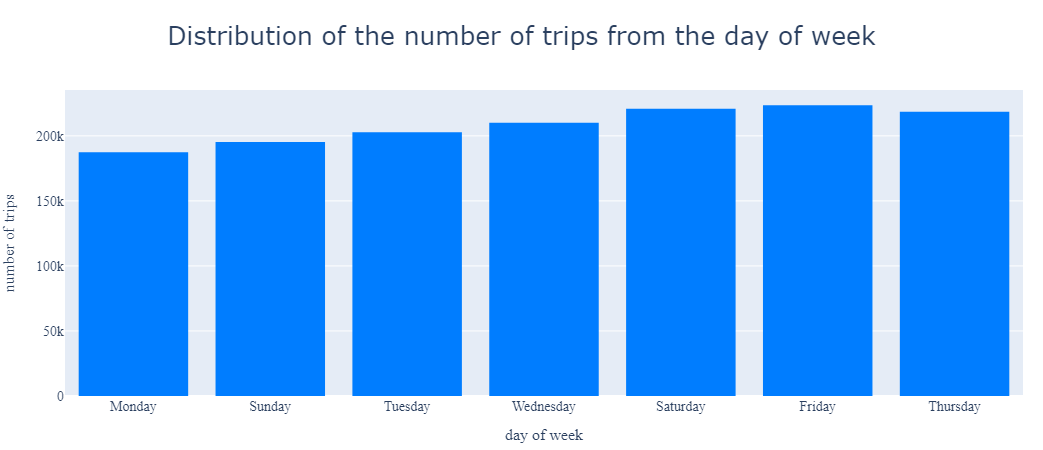 Distribution of the number of trips from the day of week
number of trips
200k
150k
100k
50k
0
Monday Sunday Tuesday Wednesday Saturday Friday Thursday
day of week